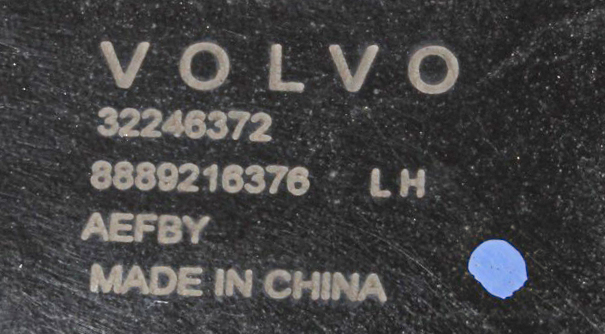 VOLVO
32246372
8889216376 LH
AEFBY
MADE IN CHINA